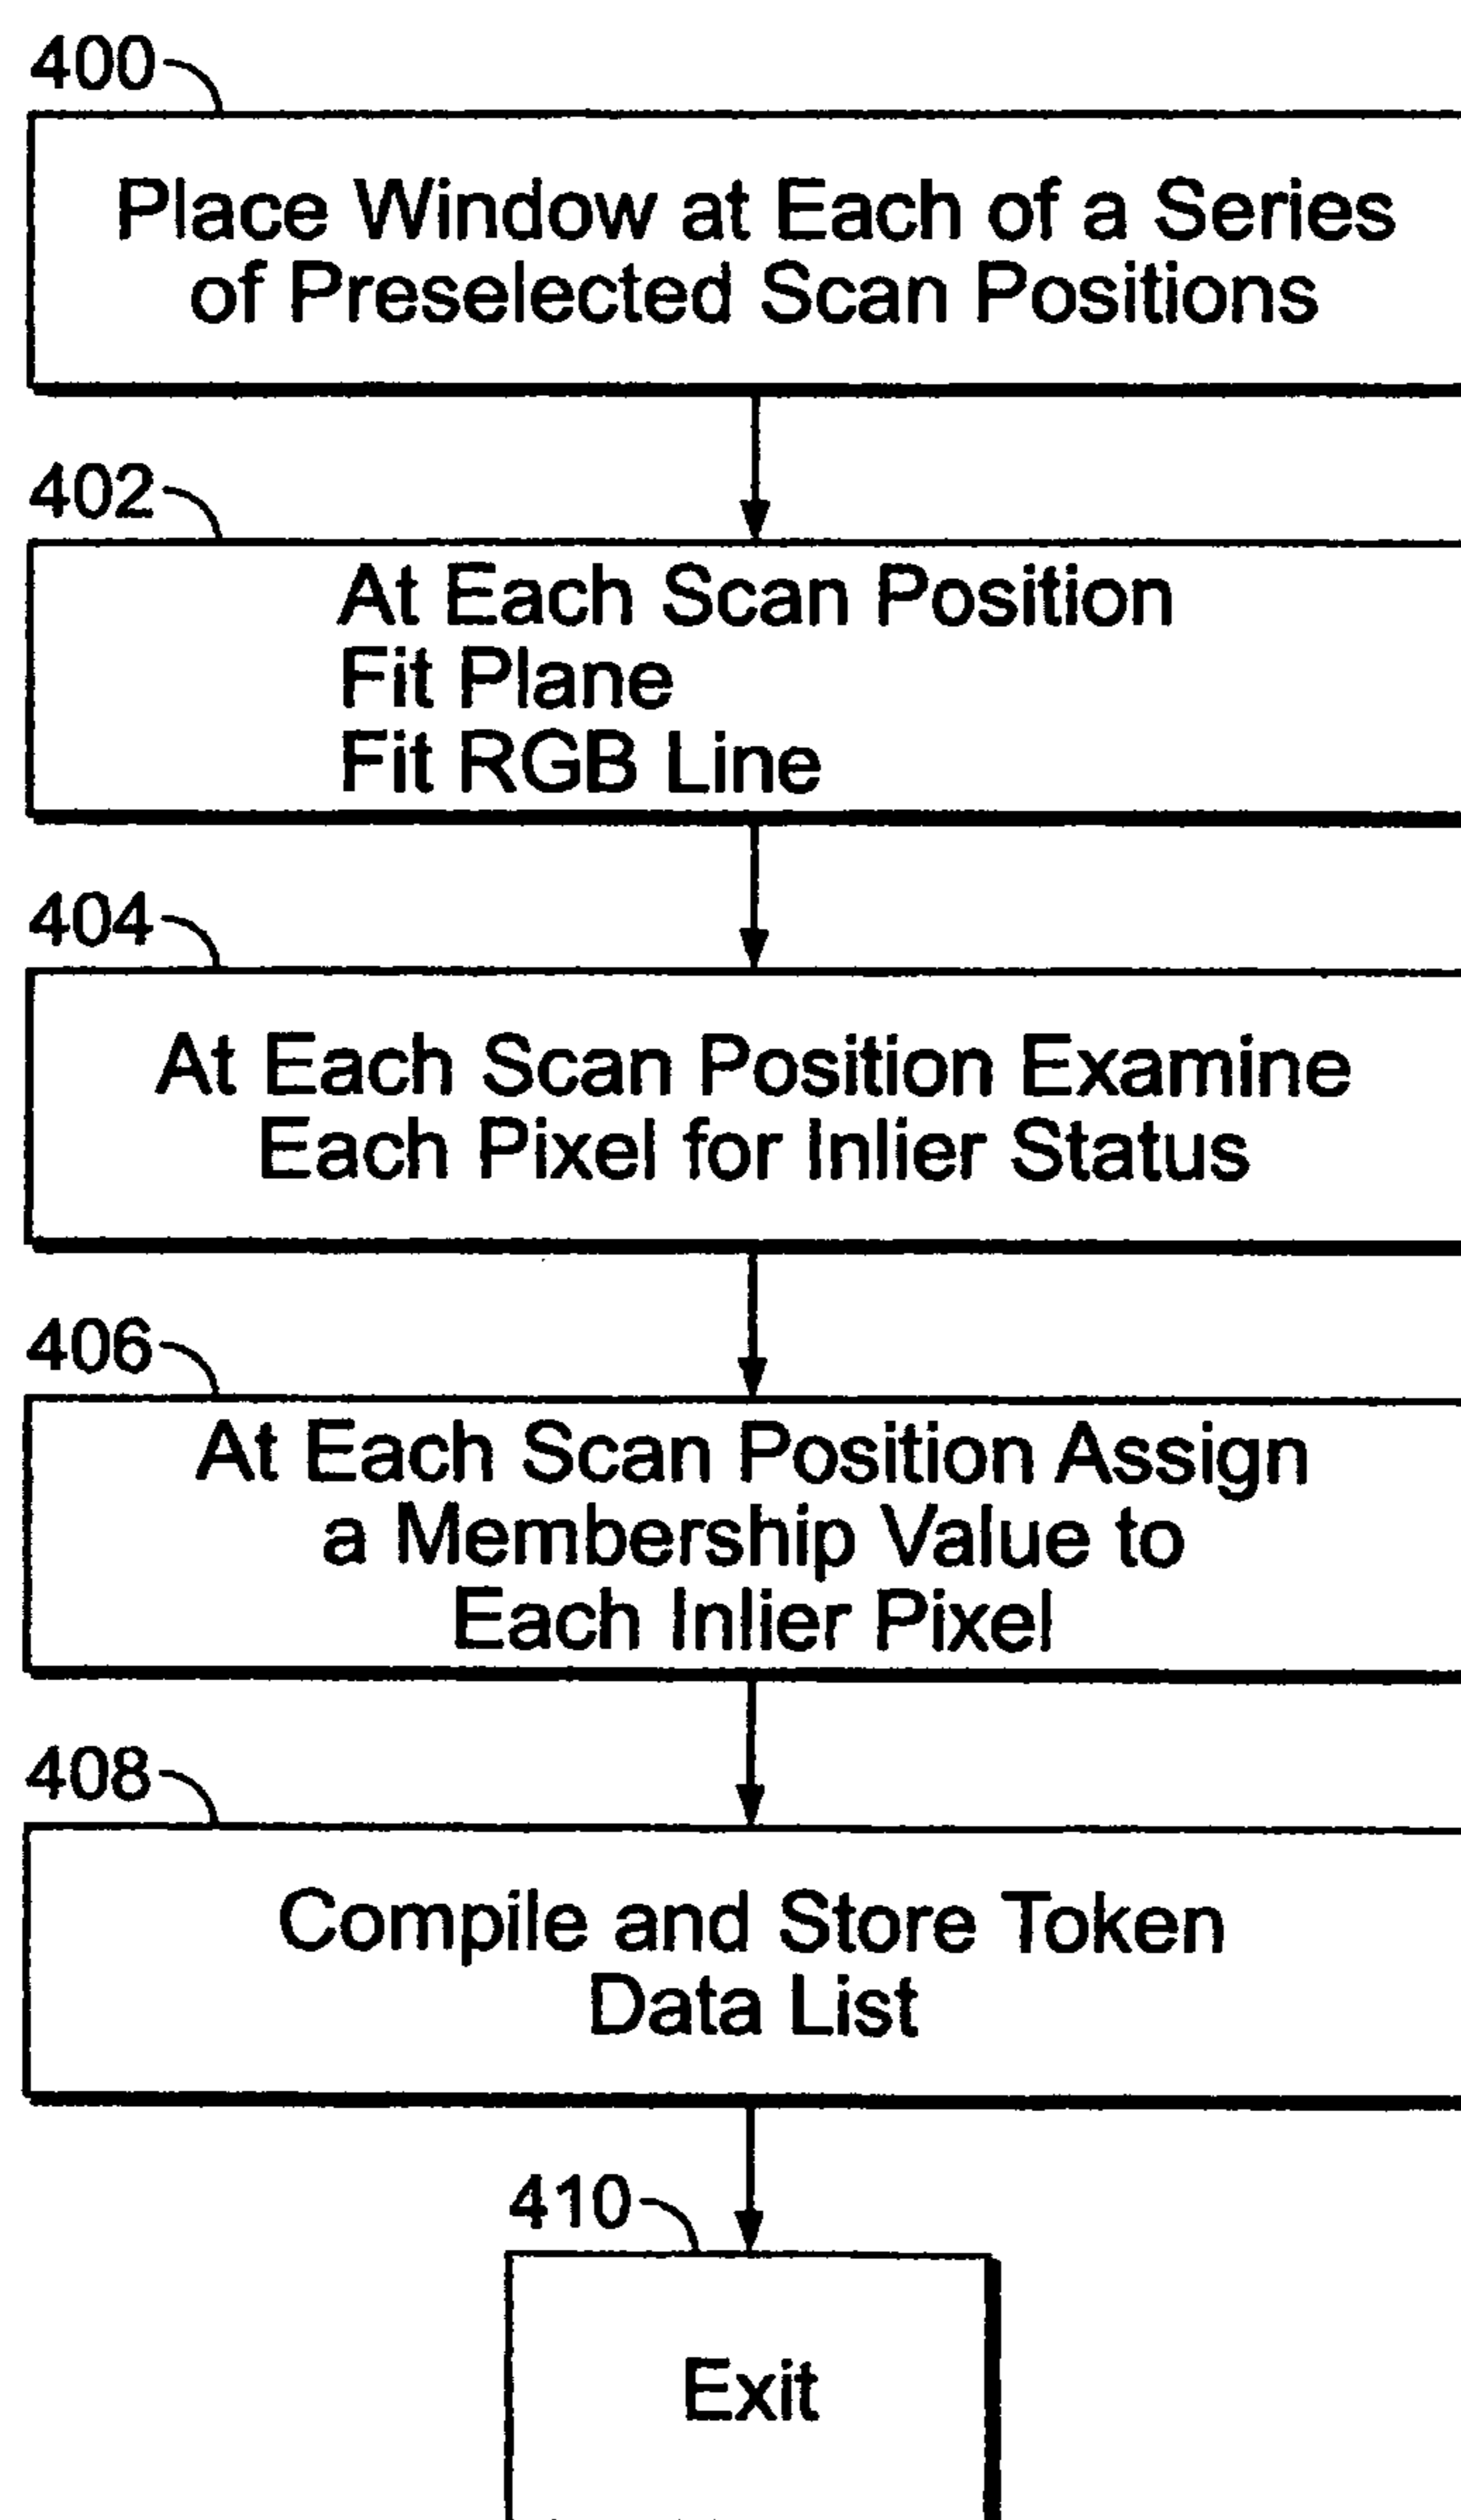 400
Place Window at Each of a Series
of Preselected Scan Positions
402
At Each Scan Position
Fit Plane
Fit RGB Line
404
At Each Scan Position Examine
Each Pixel for Inlier Status
406
At Each Scan Position Assign
a Membership Value to
Each Inlier Pixel
408
Compile and Store Token
Data List
410
Exit